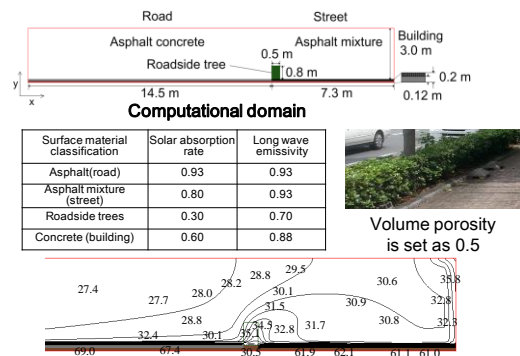 Road Street
Building
3.0 m
Asphalt concrete Asphalt mixture
0.5 m
Roadside tree
0.8 m
0.2 m
y
x
14.5 m 7.3 m 0.12 m
Computational domain
Surface material classification Solar absorption rate Long wave emissivity
Asphalt(road) 0.93 0.93
Asphalt mixture (street) 0.80 0.93
Roadside trees 0.30 0.70
Concrete (building) 0.60 0.88
Volume porosity
is set as 0.5
27.4 27.7 28.0 28.2 28.8 29.5 30.6 35.8
30.1 30.9 32.8
31.5
28.8 34.5 32.8 31.7 30.8 32.3
32.4 30.1 35.1
69.0 67.4 30.5 61.9 62.1 61.1 61.0